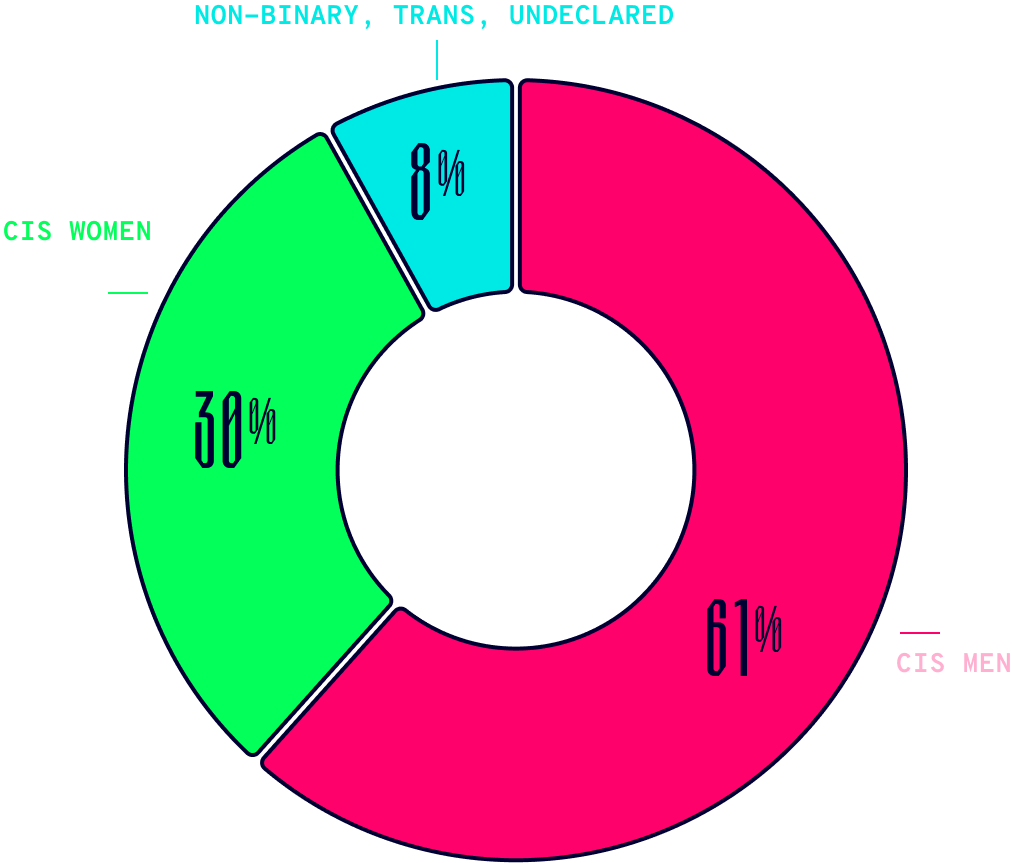 NON-BINARY, TRANS, UNDECLARED
8%
CIS WOMEN
30%
61%
CIS MEN